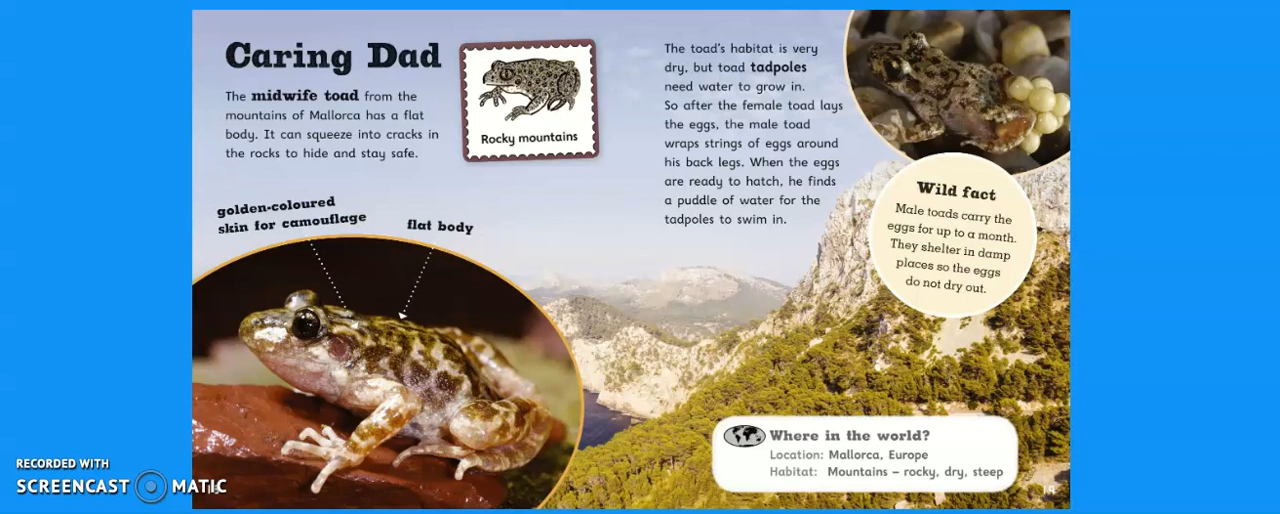 Caring Dad
The midwife toad from the
mountains of Mallorca has a flat
body. It can squeeze into cracks in
the rocks to hide and stay safe.
Rocky mountains
golden-coloured
skin for camouflage
flat body
The toad's habitat is very
dry, but toad tadpoles
need water to grow in.
So after the female toad lays
the eggs, the male toad
wraps strings of eggs around
his back legs. When the eggs
are ready to hatch, he finds
a puddle of water for the
tadpoles to swim in.
Wild fact
Male toads carry the
eggs for up to a month.
They shelter in damp
places so the eggs
do not dry out.
Where in the world?
Location: Mallorca, Europe
Habitat: Mountains – rocky, dry, steep
RECORDED WITH
SCREENCAST MATIC